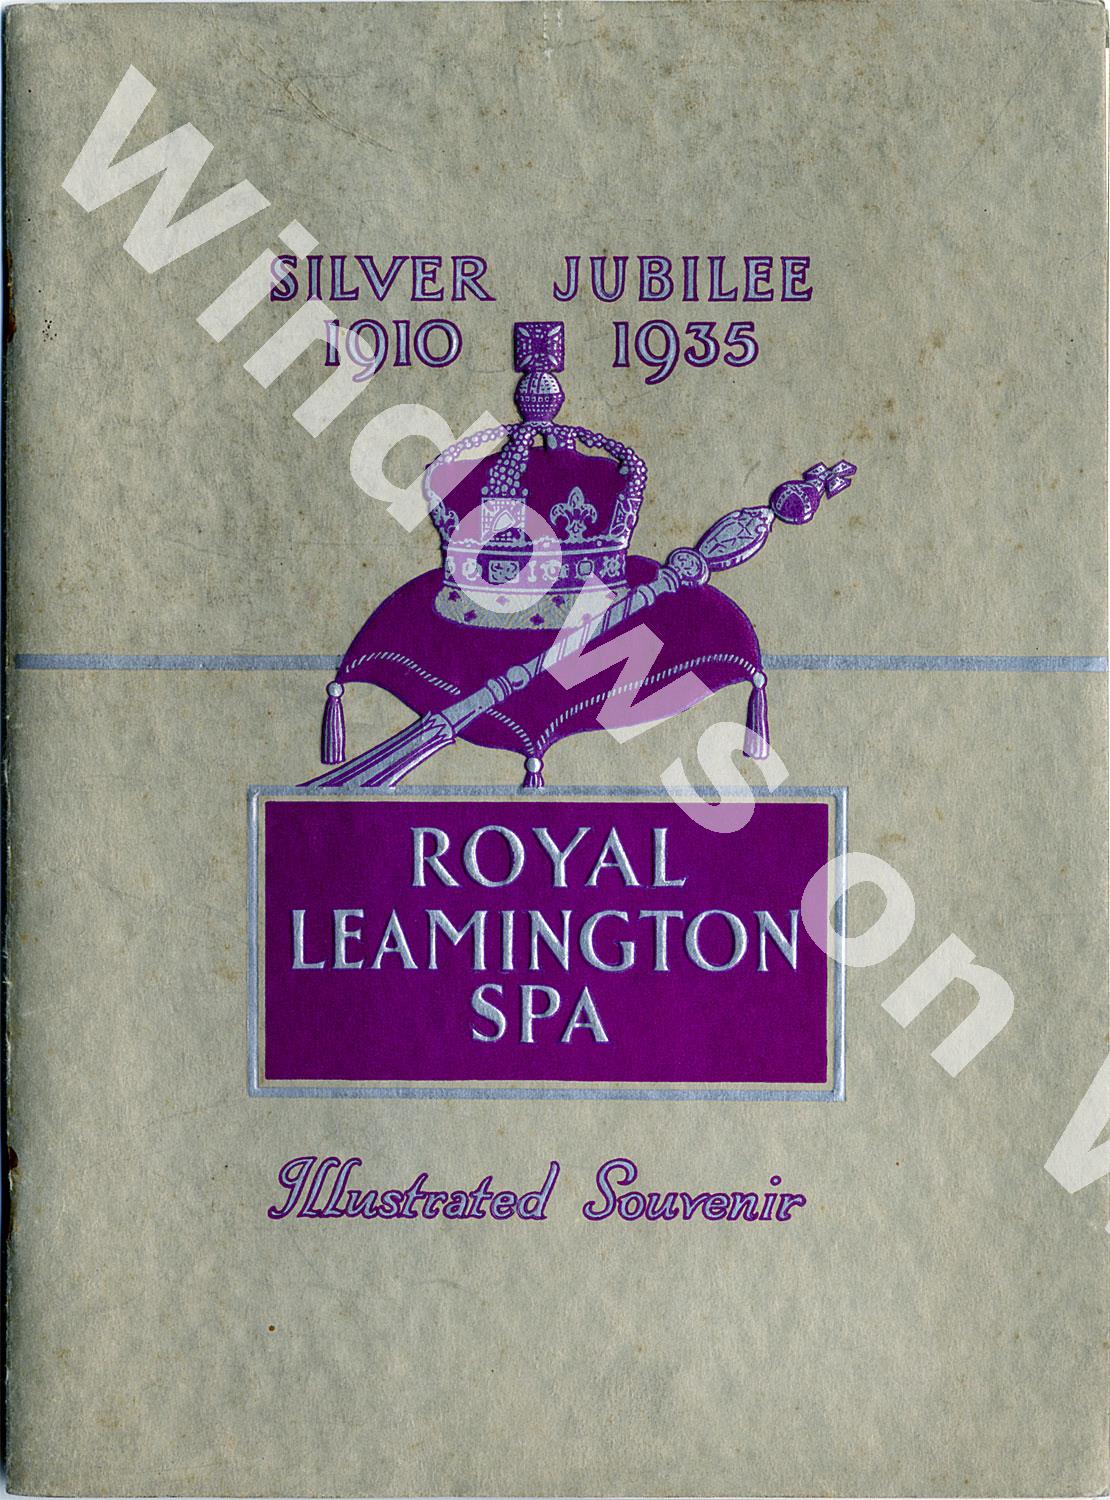 SILVER JUBILEE
1910 1935
ROYAL
LEAMINGTON
SPA
Illustrated Souvenir
Windows on